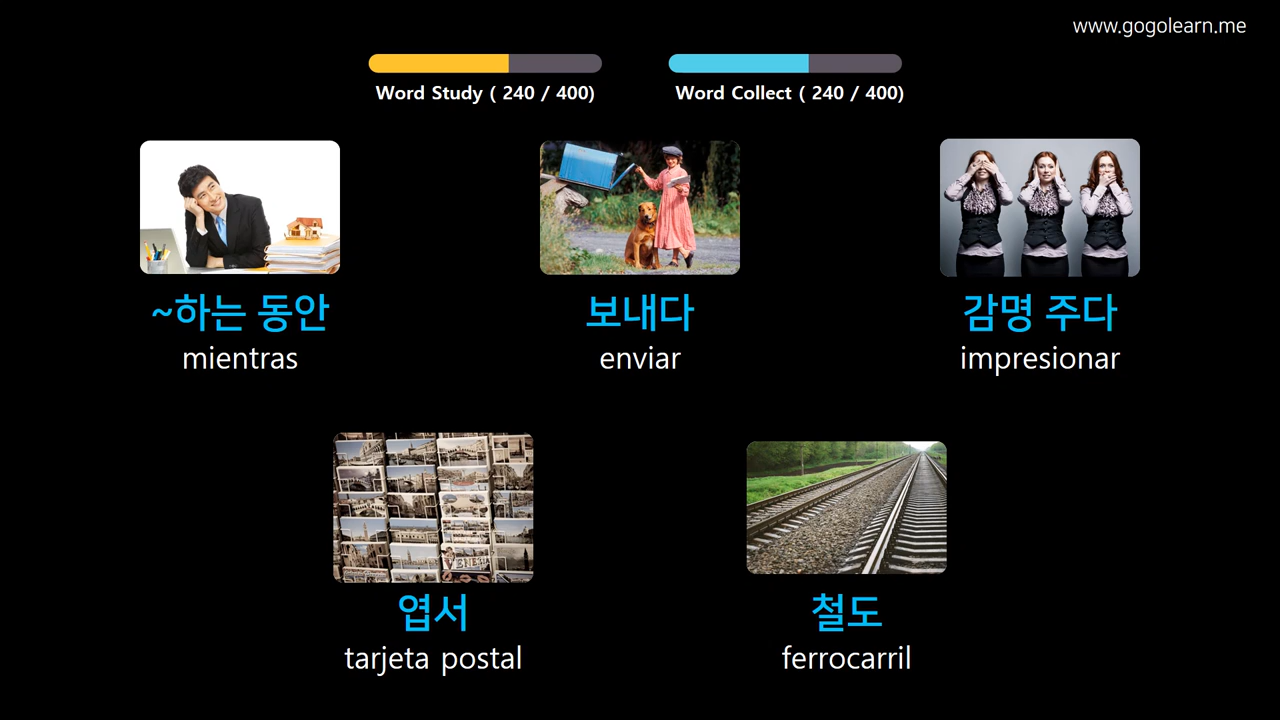 www.gogolearn.me
Word Study ( 240 / 400)
Word Collect ( 240 / 400)
~하는 동안
mientras
보내다
enviar
감명 주다
impresionar
엽서
tarjeta postal
철도
ferrocarril